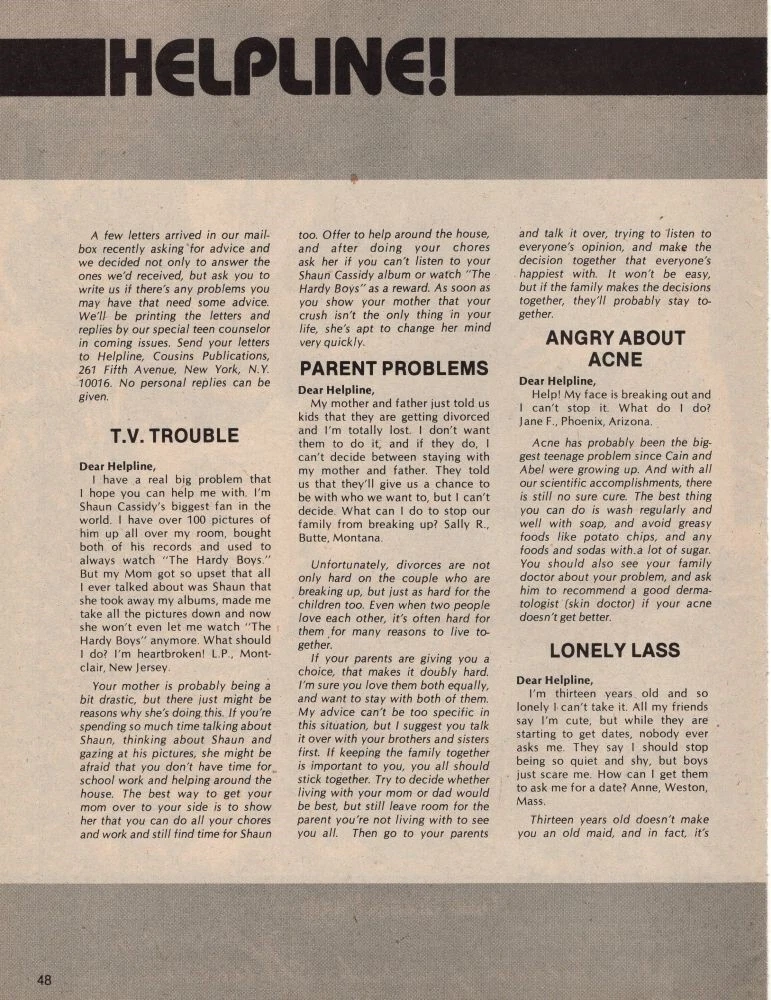 HELPLINE!
A few letters arrived in our mail-
box recently asking for advice and
we decided not only to answer the
ones we'd received, but ask you to
write us if there's any problems you
may have that need some advice.
We'll be printing the letters and
replies by our special teen counselor
in coming issues. Send your letters
to Helpline, Cousins Publications,
261 Fifth Avenue, New York, N.Y.
10016. No personal replies can be
given.
T.V. TROUBLE
Dear Helpline,
I have a real big problem that
I hope you can help me with. I'm
Shaun Cassidy's biggest fan in the
world. I have over 100 pictures of
him up all over my room, bought
both of his records and used to
always watch "The Hardy Boys."
But my Mom got so upset that all
I ever talked about was Shaun that
she took away my albums, made me
take all the pictures down and now
she won't even let me watch "The
Hardy Boys" anymore. What should
I do? I'm heartbroken! L.P., Mont-
clair, New Jersey.
Your mother is probably being a
bit drastic, but there just might be
reasons why she's doing this. If you're
spending so much time talking about
Shaun, thinking about Shaun and
gazing at his pictures, she might be
afraid that you don't have time for
school work and helping around the
house. The best way to get your
mom over to your side is to show
her that you can do all your chores
and work and still find time for Shaun
too. Offer to help around the house,
and after doing your chores
ask her if you can't listen to your
Shaun Cassidy album or watch "The
Hardy Boys" as a reward. As soon as
you show your mother that your
crush isn't the only thing in your
life, she's apt to change her mind
very quickly.
PARENT PROBLEMS
Dear Helpline,
My mother and father just told us
kids that they are getting divorced
and I'm totally lost. I don't want
them to do it, and if they do, I
can't decide between staying with
my mother and father. They told
us that they'll give us a chance to
be with who we want to, but I can't
decide. What can I do to stop our
family from breaking up? Sally R.,
Butte, Montana.
Unfortunately, divorces are not
only hard on the couple who are
breaking up, but just as hard for the
children too. Even when two people
love each other, it's often hard for
them for many reasons to live to-
gether.
If your parents are giving you a
choice, that makes it doubly hard.
I'm sure you love them both equally,
and want to stay with both of them.
My advice can't be too specific in
this situation, but I suggest you talk
it over with your brothers and sisters
first. If keeping the family together
is important to you, you all should
stick together. Try to decide whether
living with your mom or dad would
be best, but still leave room for the
parent you're not living with to see
you all. Then go to your parents
and talk it over, trying to listen to
everyone's opinion, and make the
decision together that everyone's
happiest with. It won't be easy,
but if the family makes the decisions
together, they'll probably stay to-
gether.
ANGRY ABOUT
ACNE
Dear Helpline,
Help! My face is breaking out and
I can't stop it. What do I do?
Jane F., Phoenix, Arizona.
Acne has probably been the big-
gest teenage problem since Cain and
Abel were growing up. And with all
our scientific accomplishments, there
is still no sure cure. The best thing
you can do is wash regularly and
well with soap, and avoid greasy
foods like potato chips, and any
foods and sodas with a lot of sugar.
You should also see your family
doctor about your problem, and ask
him to recommend a good derma-
tologist (skin doctor) if your acne
doesn't get better.
LONELY LASS
Dear Helpline,
I'm thirteen years old and so
lonely I can't take it. All my friends
say I'm cute, but while they are
starting to get dates, nobody ever
asks me. They say I should stop
being so quiet and shy, but boys
just scare me. How can I get them
to ask me for a date? Anne, Weston,
Mass.
Thirteen years old doesn't make
you an old maid, and in fact, it's
48